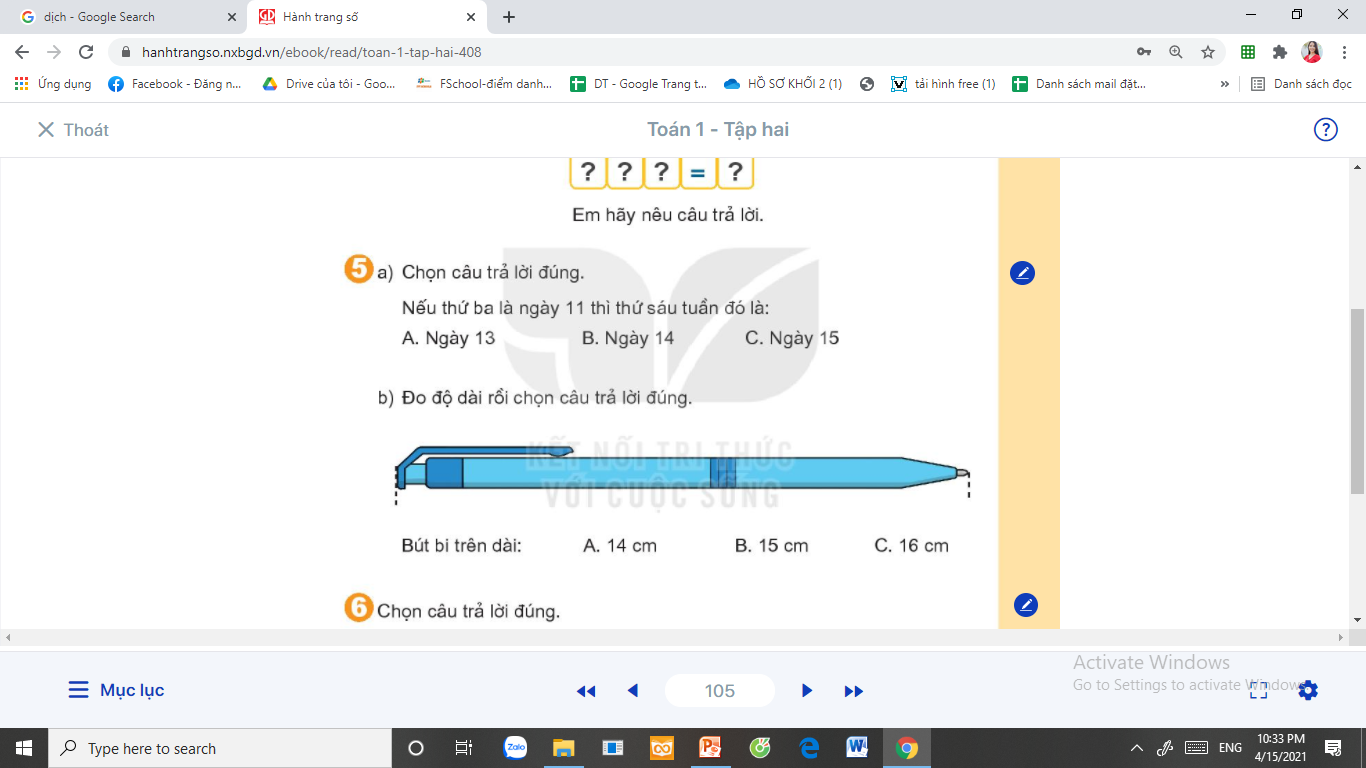 dịch - Google Search
Hành trang số
hanhtrangso.nxbgd.vn/ebook/read/toan-1-tap-hai-408
Ứng dụng Facebook - Đăng n... Drive của tôi - Goo... FSchool-điểm danh... DT - Google Trang t... HỒ SƠ KHỐI 2 (1) tải hình free (1) Danh sách mail đặt... » Danh sách đọc
Thoát Toán 1 - Tập hai ?
? ? ? = ?
Em hãy nêu câu trả lời.
5 a) Chọn câu trả lời đúng.
Nếu thứ ba là ngày 11 thì thứ sáu tuần đó là:
A. Ngày 13 B. Ngày 14 C. Ngày 15
b) Đo độ dài rồi chọn câu trả lời đúng.
KẾT NỐI TRI THỨC
VỚI CUỘC SỐNG
Bút bi trên dài: A. 14 cm B. 15 cm C. 16 cm
6 Chọn câu trả lời đúng.
Activate Windows
Go to Settings to activate Windows.
Mục lục 105
Type here to search Zalo ENG 10:33 PM
4/15/2021